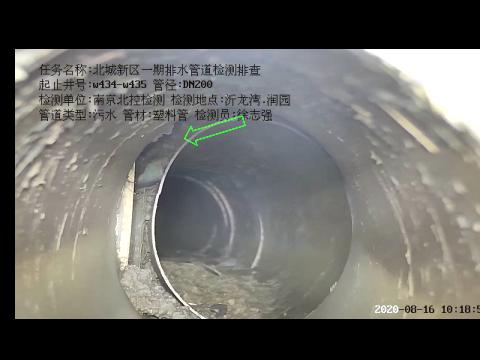 任务名称:北城新区一期排水管道检测排查
起止井号:w434-w435 管径:DN200
检测单位:南京北控检测 检测地点:沂龙湾.润园
管道类型:污水 管材:塑料管 检测员:徐志强
2020-08-16 10:18:5